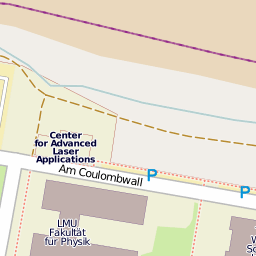 Center
for Advanced
Laser
Applications
P
Am Coulombwall
P
LMU
Fakultät
für Physik